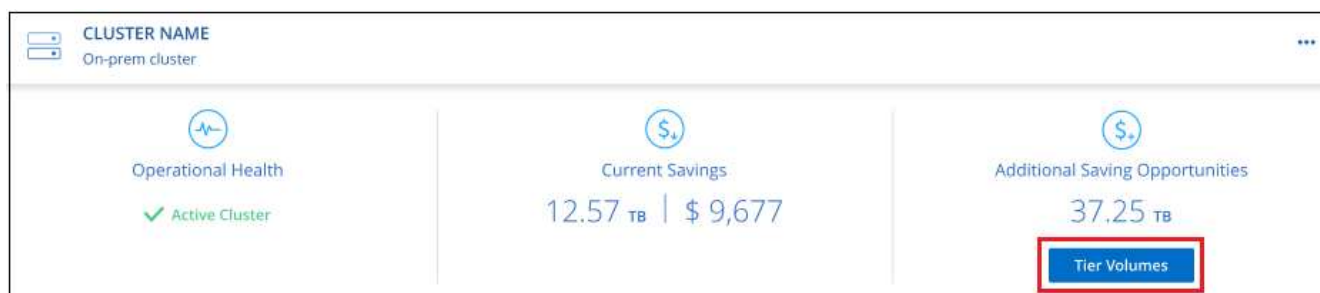 CLUSTER NAME
On-prem cluster
Operational Health
Active Cluster
Current Savings
12.57 TB | $ 9,677
Additional Saving Opportunities
37.25 TB
Tier Volumes